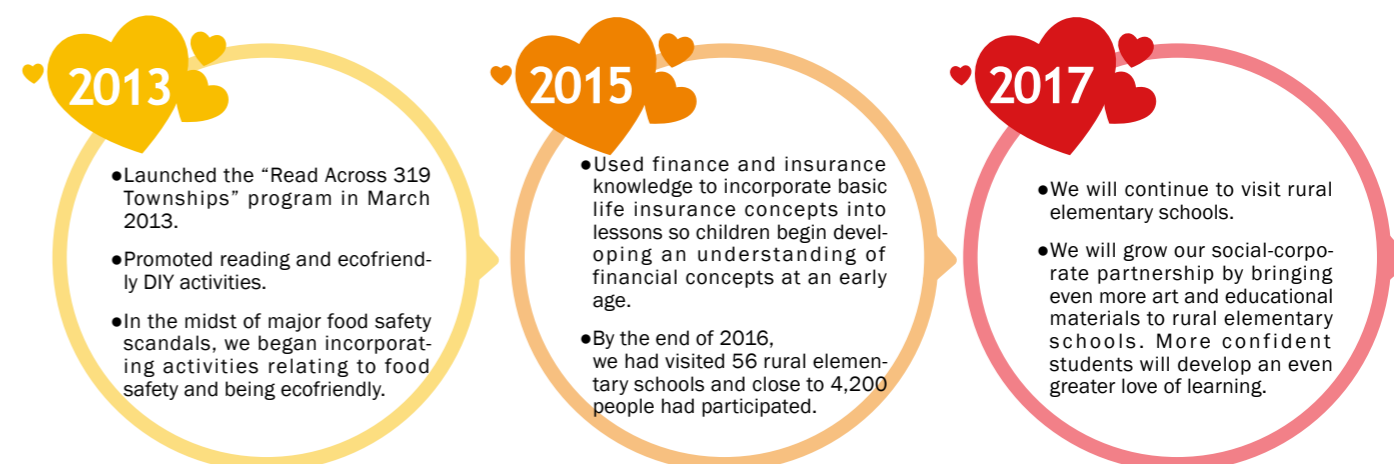 2013
●Launched the “Read Across 319
Townships” program in March
2013.
●Promoted reading and ecofriend-
ly DIY activities.
●In the midst of major food safety
scandals, we began incorporat-
ing activities relating to food
safety and being ecofriendly.
2015
●Used finance and insurance
knowledge to incorporate basic
life insurance concepts into
lessons so children begin devel-
oping an understanding of
financial concepts at an early
age.
●By the end of 2016,
we had visited 56 rural elemen-
tary schools and close to 4,200
people had participated.
2017
●We will continue to visit rural
elementary schools.
●We will grow our social-corpo-
rate partnership by bringing
even more art and educational
materials to rural elementary
schools. More confident
students will develop an even
greater love of learning.